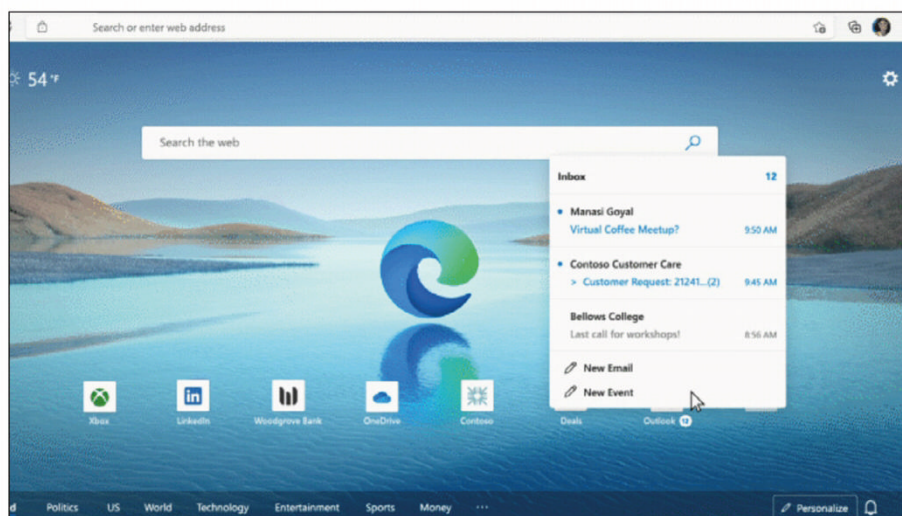 Search or enter web address
54 °F
Search the web
Inbox 12
Manasi Goyal
Virtual Coffee Meetup? 9:50 AM
Contoso Customer Care
> Customer Request: 21241...(2) 9:45 AM
Bellows College
Last call for workshops! 8:56 AM
New Email
New Event
Xbox LinkedIn Woodgrove Bank OneDrive Contoso Deals Outlook 12
d Politics US World Technology Entertainment Sports Money ... Personalize